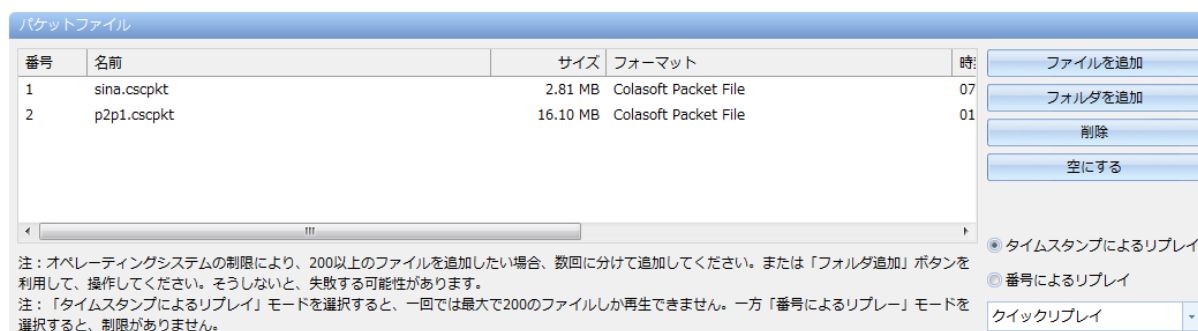 パケットファイル
番号 名前 サイズ フォーマット 時
1 sina.cscpkt 2.81 MB Colasoft Packet File 07
2 p2p1.cscpkt 16.10 MB Colasoft Packet File 01
ファイルを追加
フォルダを追加
削除
空にする
タイムスタンプによるリプレイ
番号によるリプレイ
クイックリプレイ
注：オペレーティングシステムの制限により、200以上のファイルを追加したい場合、数回に分けて追加してください。または「フォルダ追加」ボタンを
利用して、操作してください。そうしないと、失敗する可能性があります。
注：「タイムスタンプによるリプレイ」モードを選択すると、一回では最大で200のファイルしか再生できません。一方「番号によるリプレー」モードを
選択すると、制限がありません。